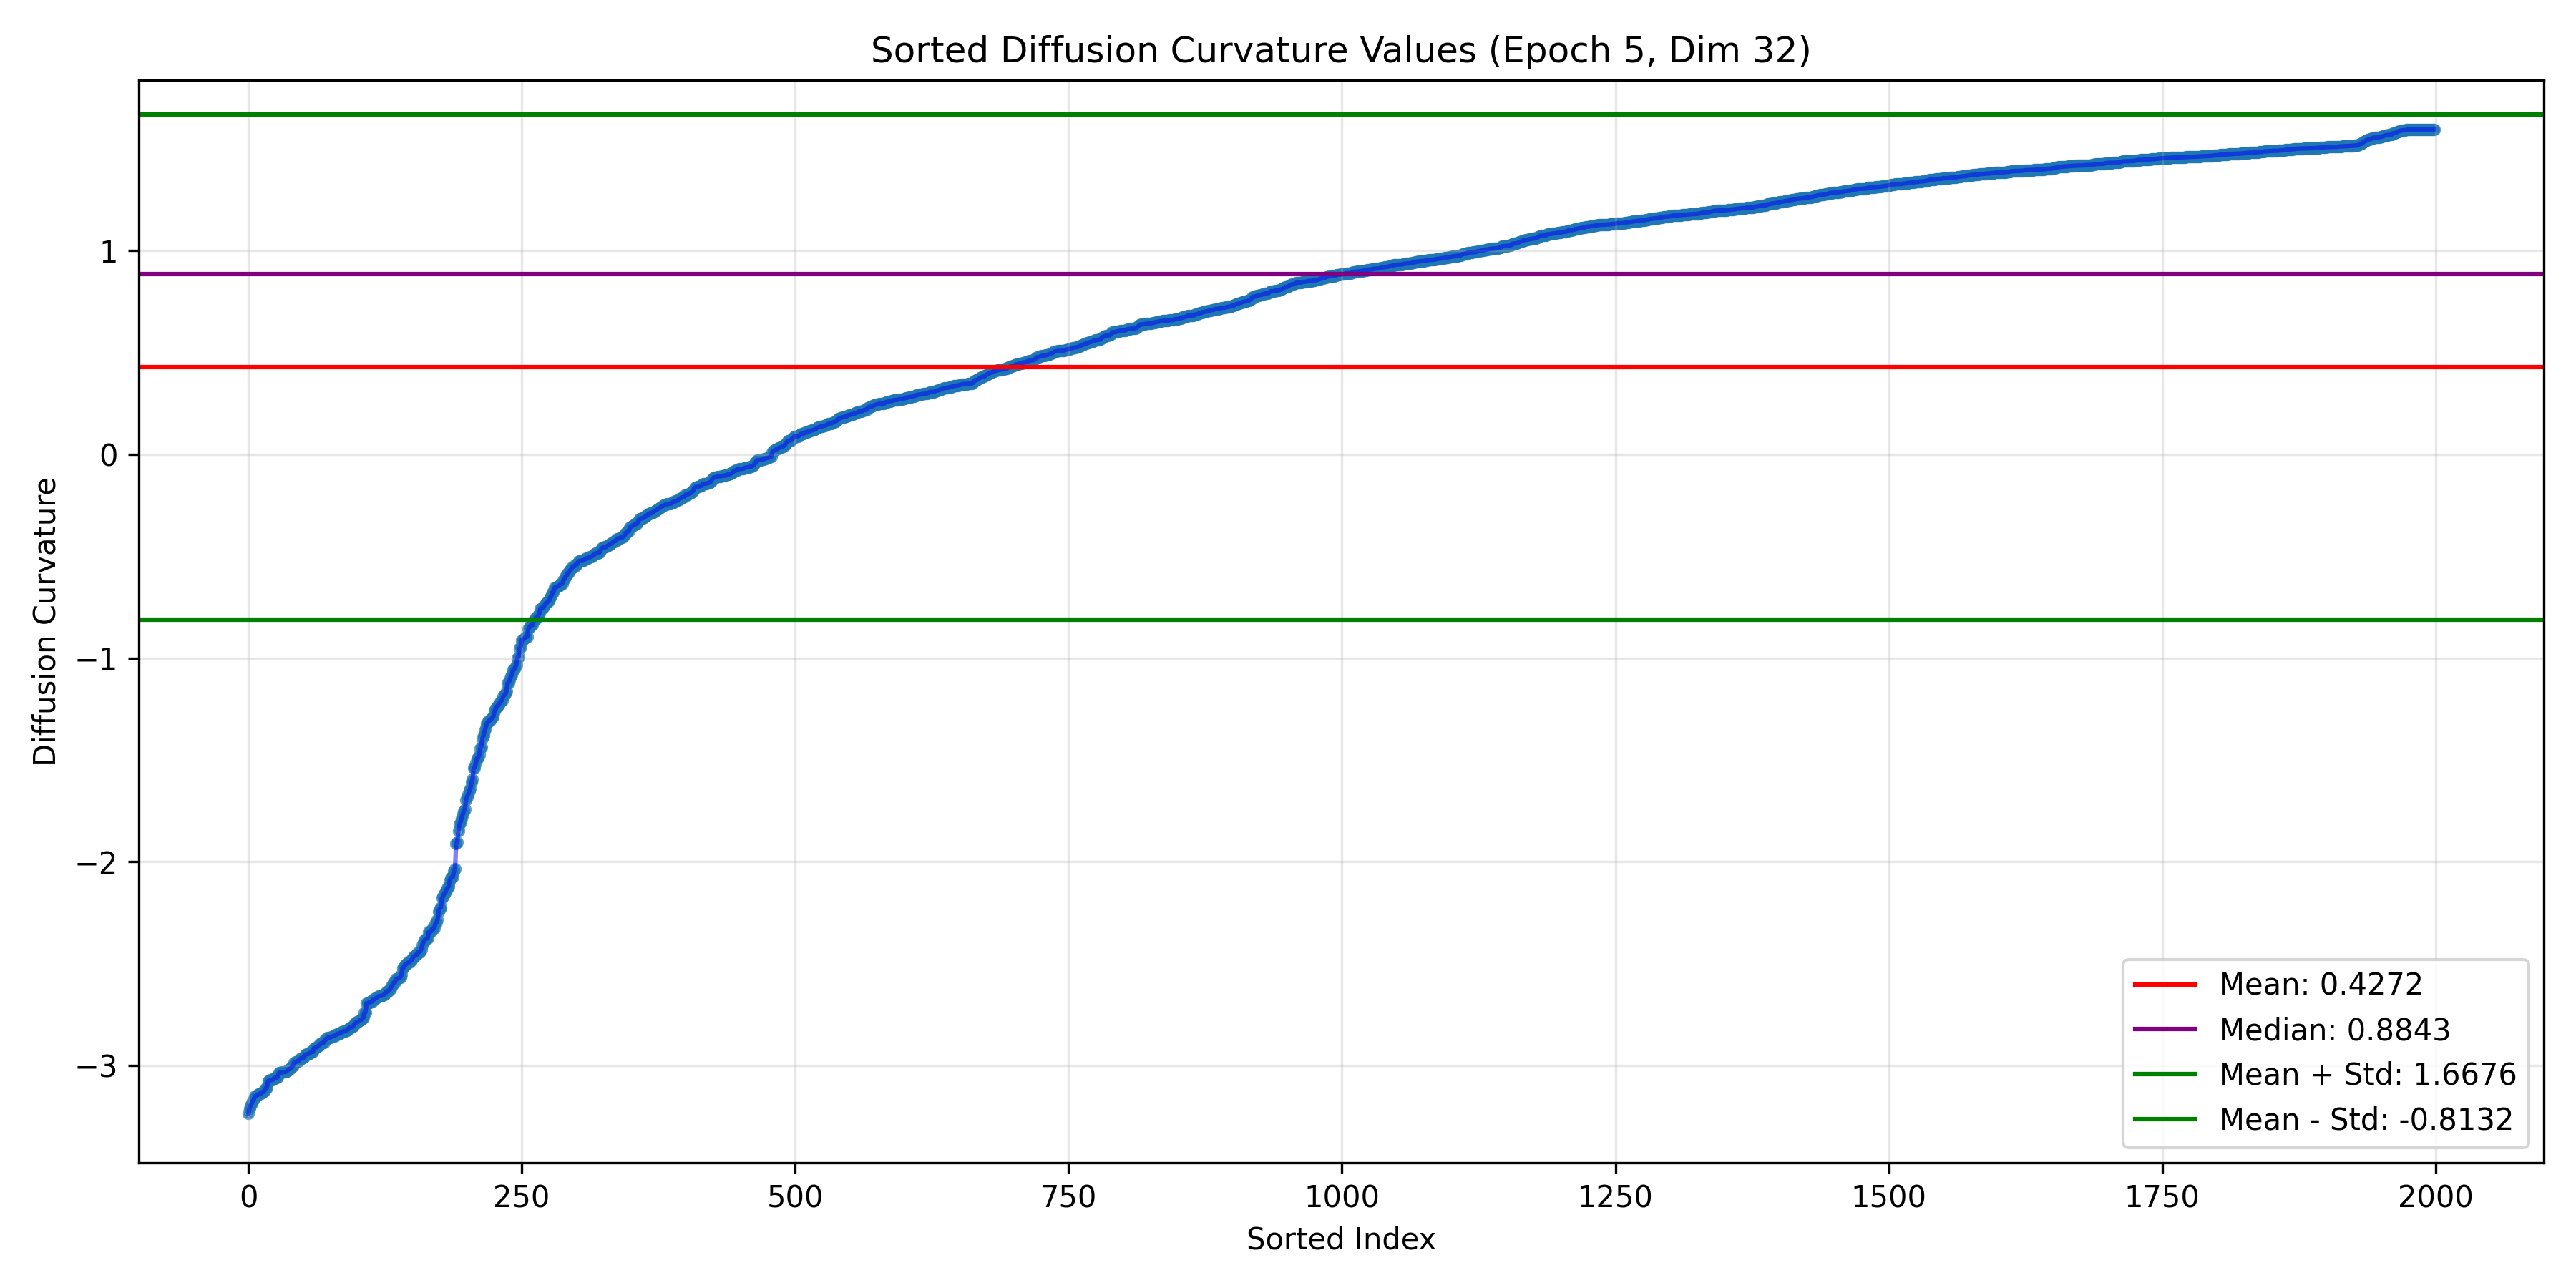 Sorted Diffusion Curvature Values (Epoch 5, Dim 32)
Diffusion Curvature
1
0
−1
−2
−3
0 250 500 750 1000 1250 1500 1750 2000
Sorted Index
Mean: 0.4272
Median: 0.8843
Mean + Std: 1.6676
Mean - Std: -0.8132